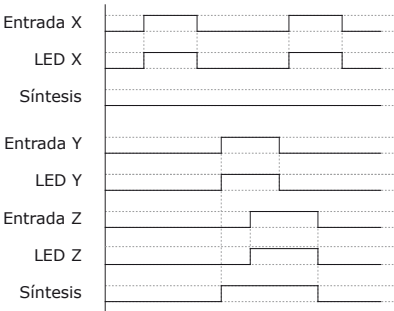 Entrada X
LED X
Síntesis
Entrada Y
LED Y
Entrada Z
LED Z
Síntesis